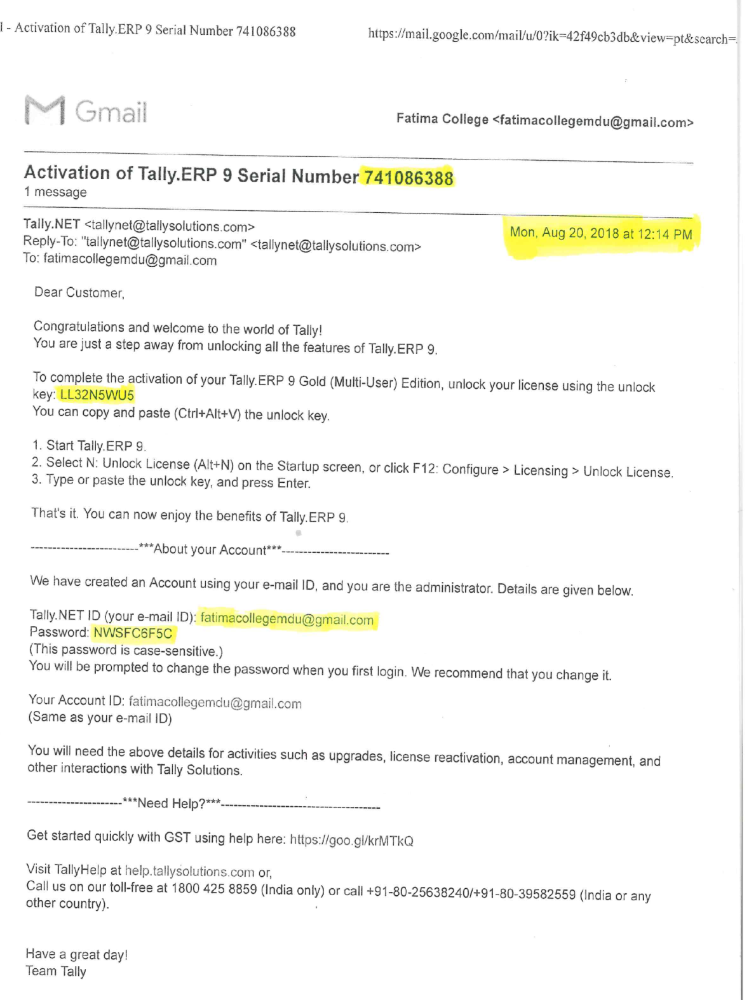 l - Activation of Tally.ERP 9 Serial Number 741086388
https://mail.google.com/mail/u/0?ik=42f49cb3db&view=pt&search=
Gmail
Fatima College <fatimacollegemdu@gmail.com>
Activation of Tally.ERP 9 Serial Number 741086388
1 message
Tally.NET <tallynet@tallysolutions.com>
Mon, Aug 20, 2018 at 12:14 PM
Reply-To: "tallynet@tallysolutions.com" <tallynet@tallysolutions.com>
To: fatimacollegemdu@gmail.com
Dear Customer,
Congratulations and welcome to the world of Tally!
You are just a step away from unlocking all the features of Tally.ERP 9.
To complete the activation of your Tally.ERP 9 Gold (Multi-User) Edition, unlock your license using the unlock
key: LL32N5WU5
You can copy and paste (Ctrl+Alt+V) the unlock key.
1. Start Tally.ERP 9.
2. Select N: Unlock License (Alt+N) on the Startup screen, or click F12: Configure > Licensing > Unlock License.
3. Type or paste the unlock key, and press Enter.
That's it. You can now enjoy the benefits of Tally.ERP 9.
-------------------------***About your Account***-------------------------
We have created an Account using your e-mail ID, and you are the administrator. Details are given below.
Tally.NET ID (your e-mail ID): fatimacollegemdu@gmail.com
Password: NWSFC6F5C
(This password is case-sensitive.)
You will be prompted to change the password when you first login. We recommend that you change it.
Your Account ID: fatimacollegemdu@gmail.com
(Same as your e-mail ID)
You will need the above details for activities such as upgrades, license reactivation, account management, and
other interactions with Tally Solutions.
----------------------***Need Help?***-------------------------------------
Get started quickly with GST using help here: https://goo.gl/krMTkQ
Visit TallyHelp at help.tallysolutions.com or,
Call us on our toll-free at 1800 425 8859 (India only) or call +91-80-25638240/+91-80-39582559 (India or any
other country).
Have a great day!
Team Tally